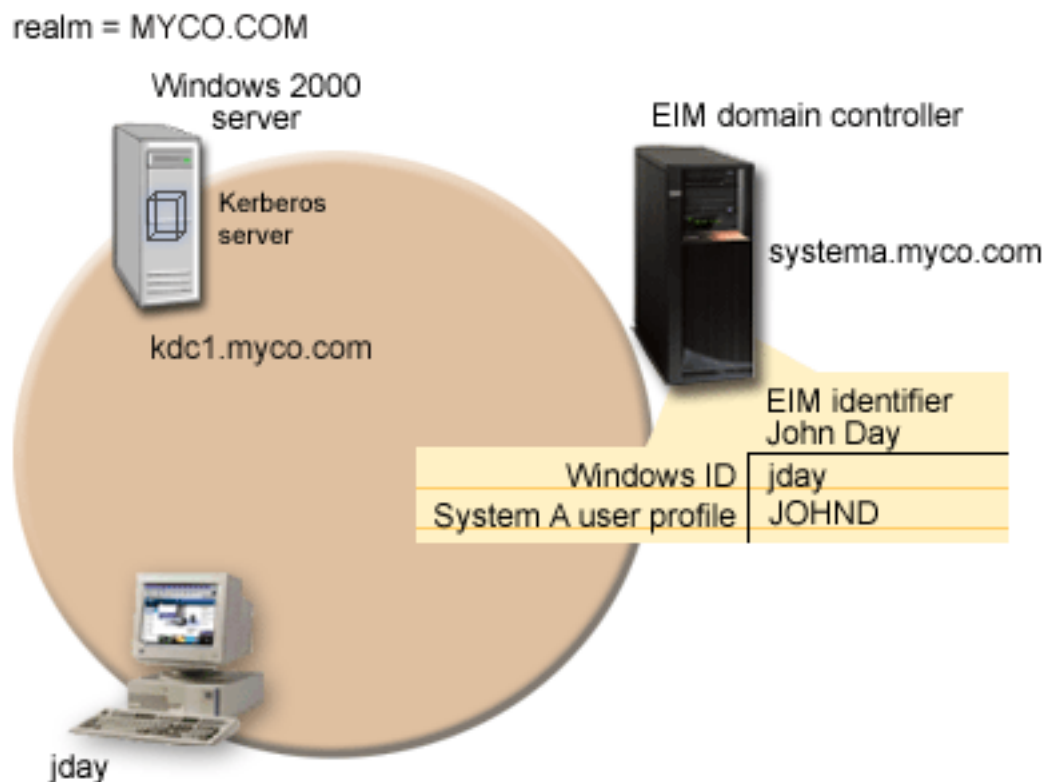 realm = MYCO.COM
Windows 2000
server
Kerberos
server
kdc1.myco.com
EIM domain controller
systema.myco.com
EIM identifier
John Day
Windows ID jday
System A user profile JOHND
jday